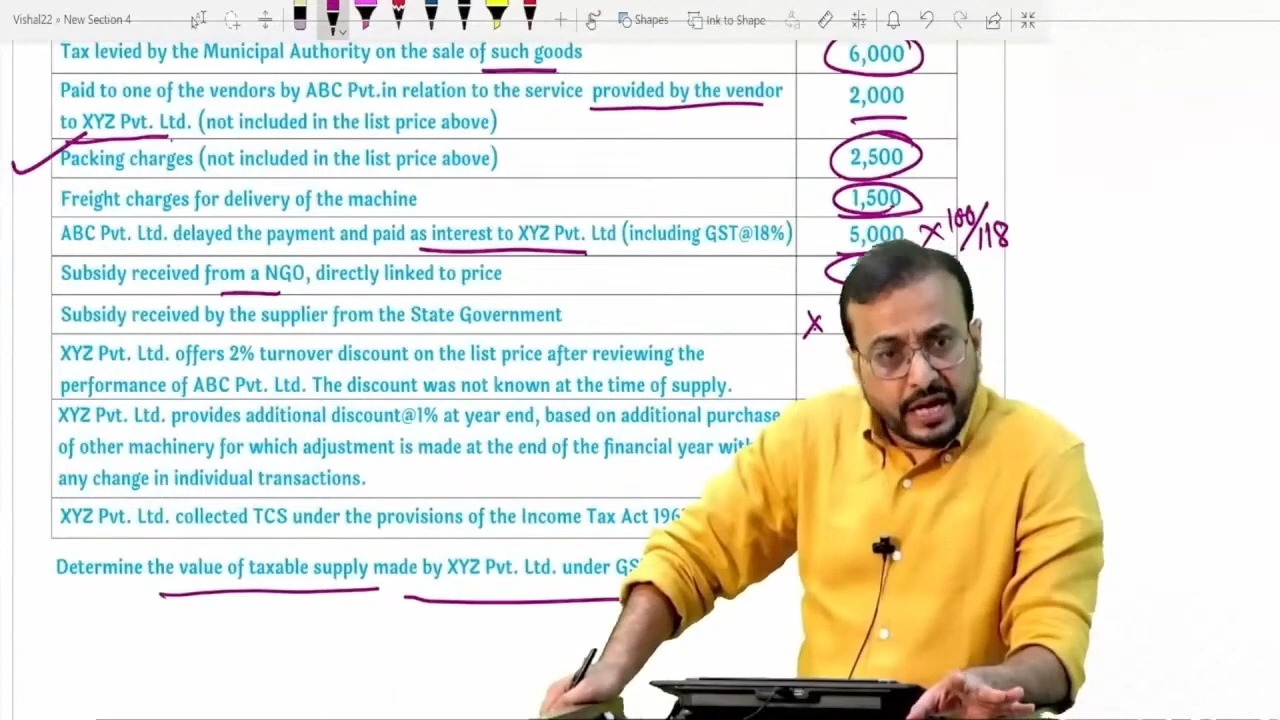 Vishal22 » New Section 4
Shapes
Ink to Shape
Tax levied by the Municipal Authority on the sale of such goods
6,000
Paid to one of the vendors by ABC Pvt.in relation to the service provided by the vendor
to XYZ Pvt. Ltd. (not included in the list price above)
2,000
Packing charges (not included in the list price above)
2,500
Freight charges for delivery of the machine
1,500
ABC Pvt. Ltd. delayed the payment and paid as interest to XYZ Pvt. Ltd (including GST@18%)
5,000
× 100/118
Subsidy received from a NGO, directly linked to price
Subsidy received by the supplier from the State Government
×
XYZ Pvt. Ltd. offers 2% turnover discount on the list price after reviewing the
performance of ABC Pvt. Ltd. The discount was not known at the time of supply.
XYZ Pvt. Ltd. provides additional discount@1% at year end, based on additional purchase
of other machinery for which adjustment is made at the end of the financial year
any change in individual transactions.
XYZ Pvt. Ltd. collected TCS under the provisions of the Income Tax Act
Determine the value of taxable supply made by XYZ Pvt. Ltd. under